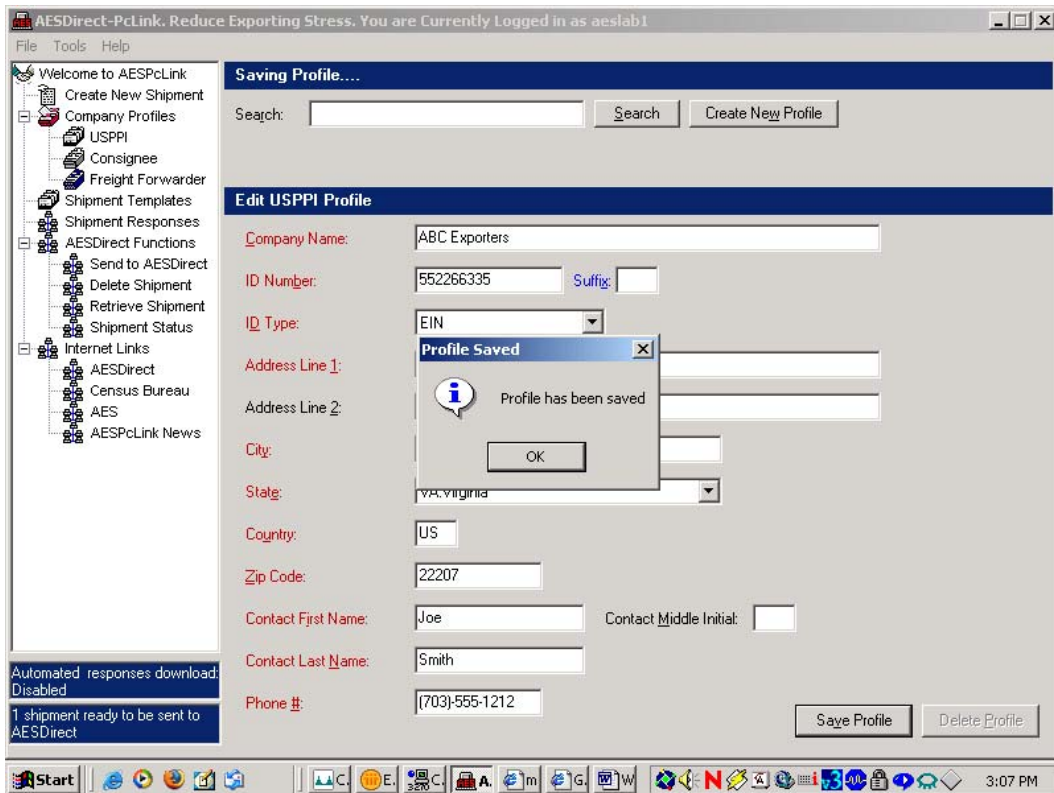 AESDirect-PcLink. Reduce Exporting Stress. You are Currently Logged in as aeslab1
File Tools Help
Welcome to AESPcLink
Create New Shipment
Company Profiles
USPPI
Consignee
Freight Forwarder
Shipment Templates
Shipment Responses
AESDirect Functions
Send to AESDirect
Delete Shipment
Retrieve Shipment
Shipment Status
Internet Links
AESDirect
Census Bureau
AES
AESPcLink News
Automated responses download:
Disabled
1 shipment ready to be sent to
AESDirect
Saving Profile....
Search: Search Create New Profile
Edit USPPI Profile
Company Name: ABC Exporters
ID Number: 552266335 Suffix:
ID Type: EIN
Address Line 1:
Address Line 2:
City:
State: VA.Virginia
Country: US
Zip Code: 22207
Contact First Name: Joe Contact Middle Initial:
Contact Last Name: Smith
Phone #: (703)-555-1212
Save Profile Delete Profile
Profile Saved
Profile has been saved
OK
Start C. E. C. A. m G. W 3:07 PM